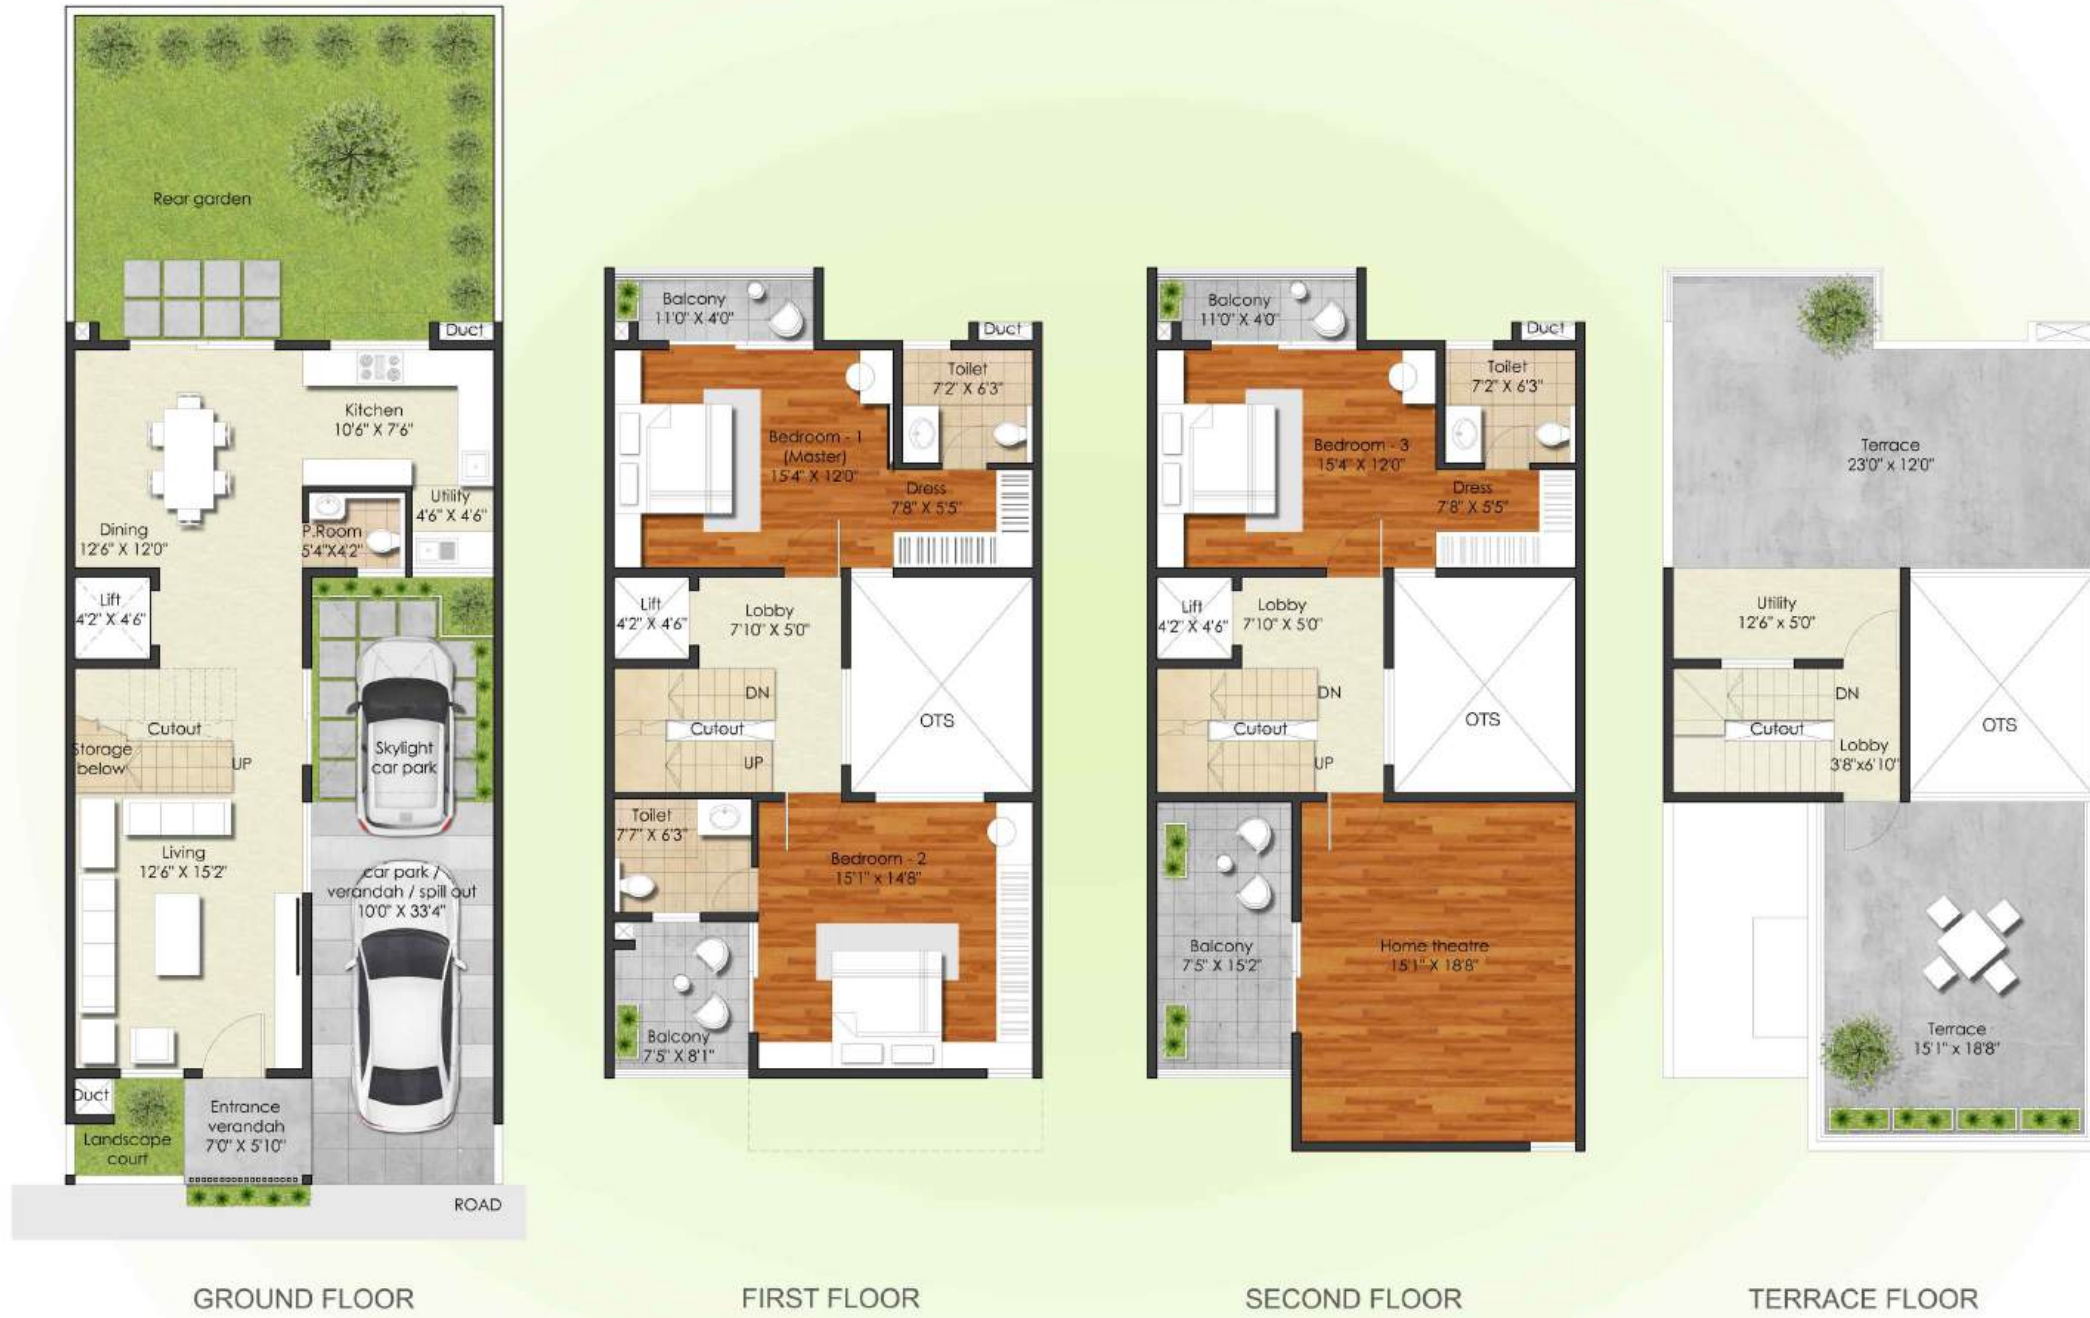 Rear garden
Duct
Kitchen
10'6" X 7'6"
Utility
4'6" X 4'6"
P.Room
5'4"X4'2"
Dining
12'6" X 12'0"
Lift
4'2" X 4'6"
Cutout
Storage
below
UP
Skylight
car park
Living
12'6" X 15'2"
car park /
verandah / spill out
10'0" X 33'4"
Duct
Entrance
verandah
7'0" X 5'10"
Landscape
court
ROAD
GROUND FLOOR
Balcony
11'0" X 4'0"
Duct
Toilet
7'2" X 6'3"
Bedroom - 1
(Master)
15'4" X 12'0"
Dress
7'8" X 5'5"
Lift
4'2" X 4'6"
Lobby
7'10" X 5'0"
DN
Cutout
UP
OTS
Toilet
7'7" X 6'3"
Bedroom - 2
15'1" x 14'8"
Balcony
7'5" X 8'1"
FIRST FLOOR
Balcony
11'0" X 4'0"
Duct
Toilet
7'2" X 6'3"
Bedroom - 3
15'4" X 12'0"
Dress
7'8" X 5'5"
Lift
4'2" X 4'6"
Lobby
7'10" X 5'0"
DN
Cutout
UP
OTS
Balcony
7'5" X 15'2"
Home theatre
15'1" X 18'8"
SECOND FLOOR
Terrace
23'0" x 12'0"
Utility
12'6" x 5'0"
DN
Cutout
Lobby
3'8"x6'10"
OTS
Terrace
15'1" x 18'8"
TERRACE FLOOR